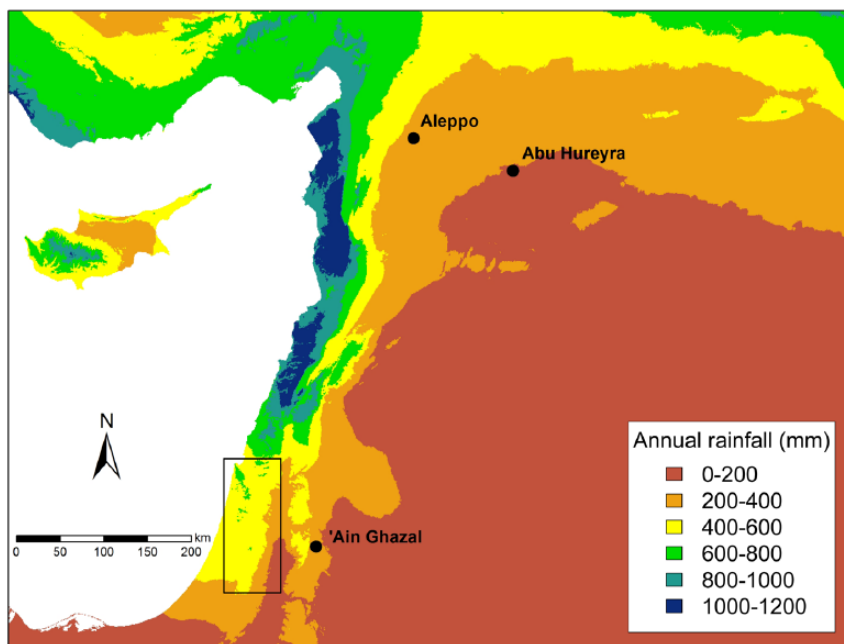 Aleppo
Abu Hureyra
N
0 50 100 150 200
km
'Ain Ghazal
Annual rainfall (mm)
0-200
200-400
400-600
600-800
800-1000
1000-1200